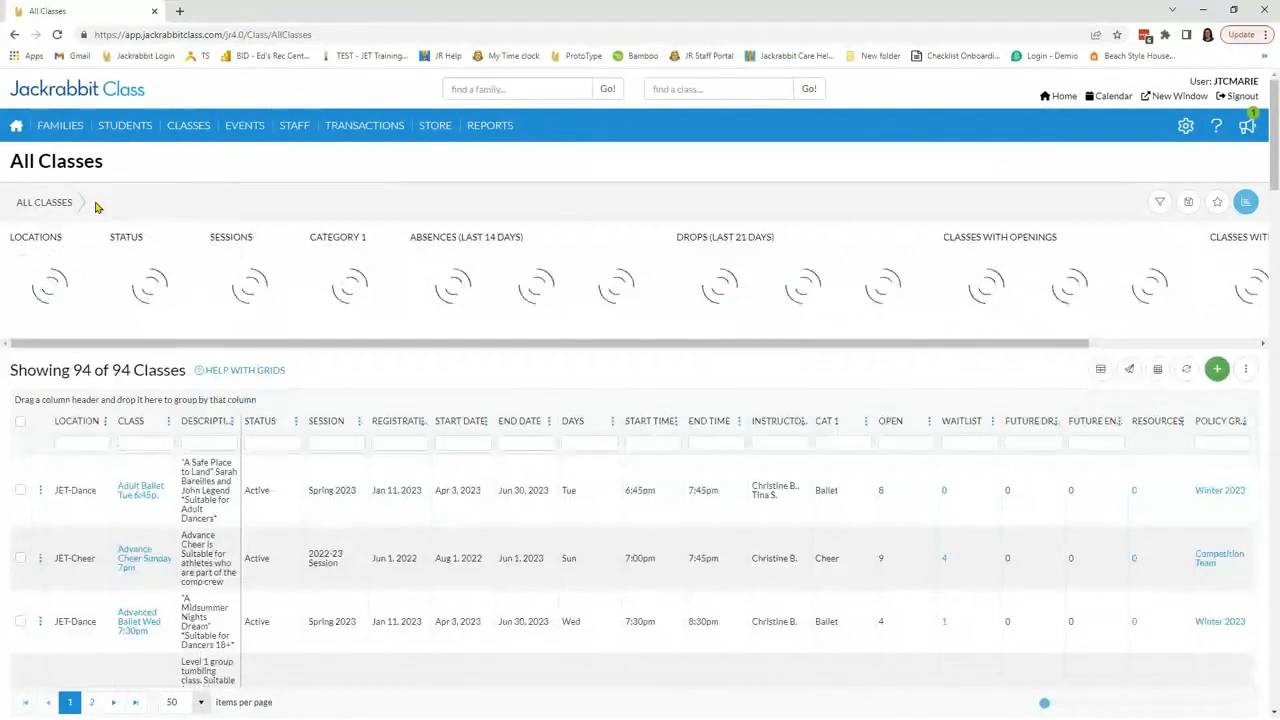 All Classes
https://app.jackrabbitclass.com/jr4.0/Class/AllClasses
Update
Apps Gmail Jackrabbit Login TS BID - Ed's Rec Cent... TEST - JET Training... JR Help My Time clock ProtoType Bamboo JR Staff Portal Jackrabbit Care Hel... New folder Checklist Onboardi... Login - Demio Beach Style House...
Jackrabbit Class
find a family... Go! find a class... Go!
User: JTCMARIE
Home Calendar New Window Signout
FAMILIES STUDENTS CLASSES EVENTS STAFF TRANSACTIONS STORE REPORTS
1
All Classes
ALL CLASSES
LOCATIONS STATUS SESSIONS CATEGORY 1 ABSENCES (LAST 14 DAYS) DROPS (LAST 21 DAYS) CLASSES WITH OPENINGS CLASSES WIT
Showing 94 of 94 Classes HELP WITH GRIDS
Drag a column header and drop it here to group by that column
LOCATION CLASS DESCRIPTI... STATUS SESSION REGISTRATI... START DATE END DATE DAYS START TIME END TIME INSTRUCTO... CAT 1 OPEN WAITLIST FUTURE DR... FUTURE EN... RESOURCES POLICY GR...
JET-Dance
Adult Ballet
Tue 6:45p.
"A Safe Place
to Land" Sarah
Bareilles and
John Legend
*Suitable for
Adult
Dancers*
Active Spring 2023 Jan 11, 2023 Apr 3, 2023 Jun 30, 2023 Tue 6:45pm 7:45pm
Christine B.,
Tina S.
Ballet 8 0 0 0 0 Winter 2023
JET-Cheer
Advance
Cheer Sunday
7pm
Advance
Cheer is
Suitable for
athletes who
are part of the
comp crew
Active
2022-23
Session
Jun 1, 2022 Aug 1, 2022 Jun 1, 2023 Sun 7:00pm 7:45pm Christine B. Cheer 9 4 0 0 0
Competition
Team
JET-Dance
Advanced
Ballet Wed
7:30pm
"A
Midsummer
Nights
Dream"
*Suitable for
Dancers 18+*
Active Spring 2023 Jan 11, 2023 Apr 3, 2023 Jun 30, 2023 Wed 7:30pm 8:30pm Christine B. Ballet 4 1 0 0 0 Winter 2023
Level 1 group
tumbling
class. Suitable
1 2 50 items per page